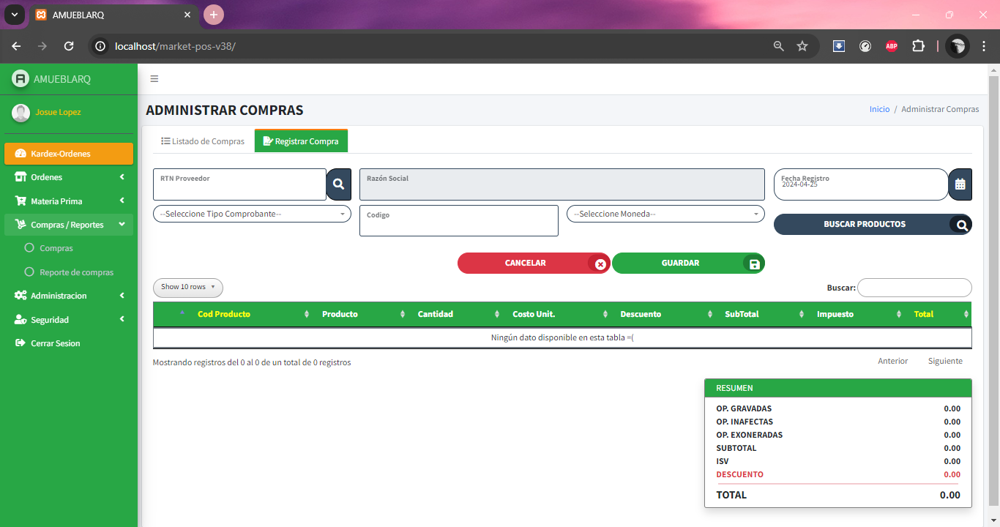 AMUEBLARQ
localhost/market-pos-v38/
ABP
AMUEBLARQ
Josue Lopez
Kardex-Ordenes
Ordenes
Materia Prima
Compras / Reportes
Compras
Reporte de compras
Administracion
Seguridad
Cerrar Sesion
ADMINISTRAR COMPRAS
Inicio / Administrar Compras
Listado de Compras
Registrar Compra
RTN Proveedor
Razón Social
Fecha Registro
2024-04-25
--Seleccione Tipo Comprobante--
Codigo
--Seleccione Moneda--
BUSCAR PRODUCTOS
CANCELAR
GUARDAR
Show 10 rows
Buscar:
Cod Producto Producto Cantidad Costo Unit. Descuento SubTotal Impuesto Total
Ningún dato disponible en esta tabla =(
Mostrando registros del 0 al 0 de un total de 0 registros
Anterior Siguiente
RESUMEN
OP. GRAVADAS 0.00
OP. INAFECTAS 0.00
OP. EXONERADAS 0.00
SUBTOTAL 0.00
ISV 0.00
DESCUENTO 0.00
TOTAL 0.00